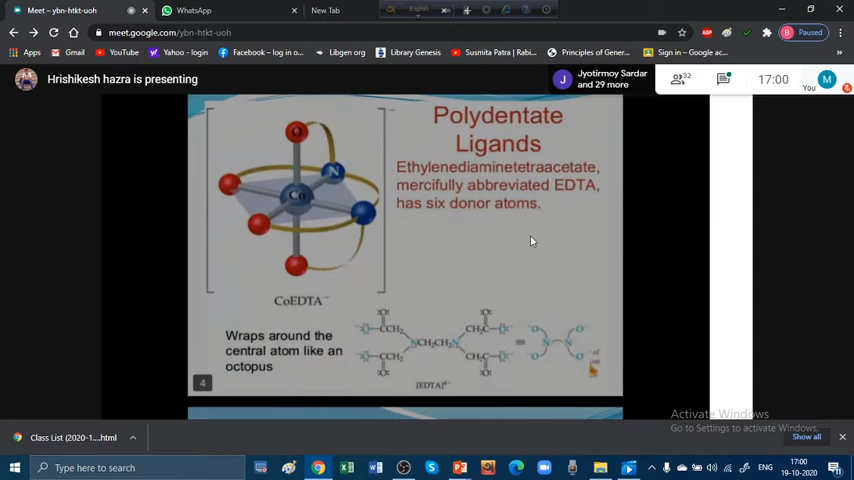 Meet – ybn-htkt-uoh
WhatsApp
New Tab
English
meet.google.com/ybn-htkt-uoh
ABP
B Paused
Apps
Gmail
YouTube
Yahoo - login
Facebook – log in o...
Libgen org
Library Genesis
Susmita Patra | Rabi...
Principles of Gener...
Sign in – Google ac...
Hrishikesh hazra is presenting
J
Jyotirmoy Sardar
and 29 more
32
17:00
M
You
Polydentate
Ligands
Ethylenediaminetetraacetate,
mercifully abbreviated EDTA,
has six donor atoms.
O
N
Co
CoEDTA−
Wraps around the
central atom like an
octopus
[EDTA]4−
4
Activate Windows
Go to Settings to activate Windows.
Class List (2020-1....html
Show all
Type here to search
ENG
17:00
19-10-2020